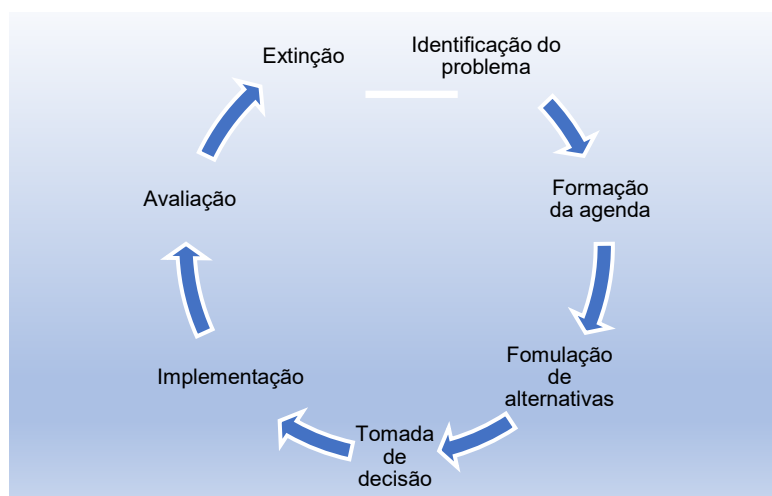 Identificação do
problema
Formação
da agenda
Fomulação
de
alternativas
Tomada
de
decisão
Implementação
Avaliação
Extinção